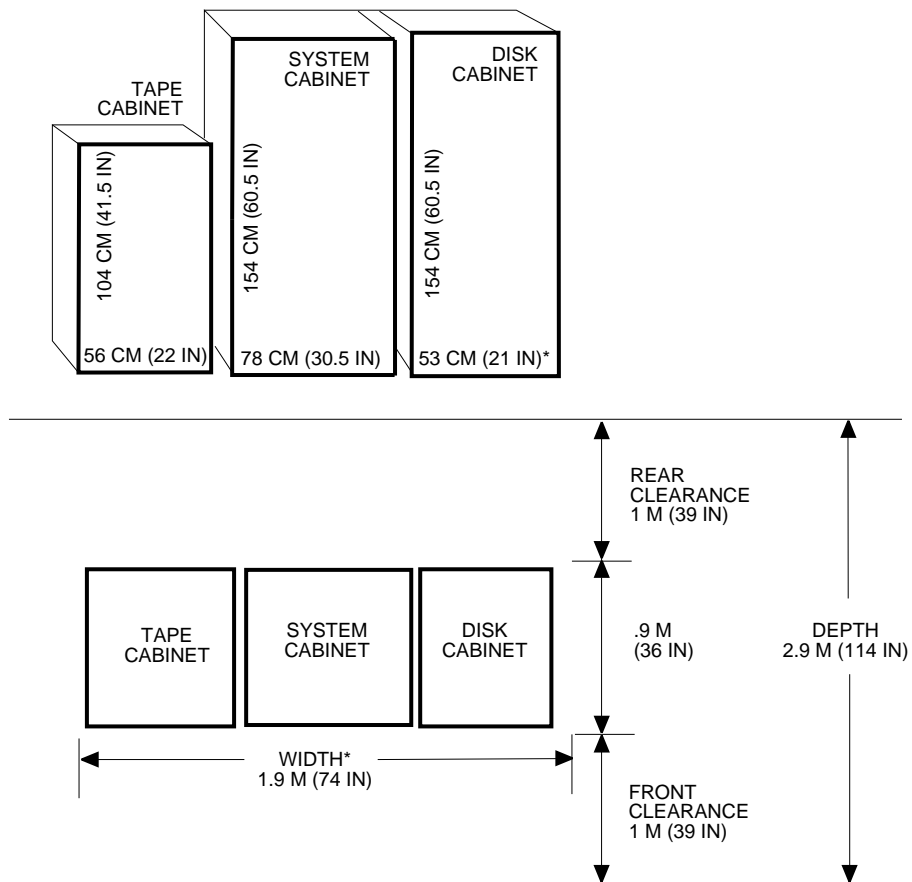 TAPE
CABINET
SYSTEM
CABINET
DISK
CABINET
104 CM (41.5 IN)
154 CM (60.5 IN)
154 CM (60.5 IN)
56 CM (22 IN)
78 CM (30.5 IN)
53 CM (21 IN)*
REAR
CLEARANCE
1 M (39 IN)
TAPE
CABINET
SYSTEM
CABINET
DISK
CABINET
.9 M
(36 IN)
DEPTH
2.9 M (114 IN)
WIDTH*
1.9 M (74 IN)
FRONT
CLEARANCE
1 M (39 IN)